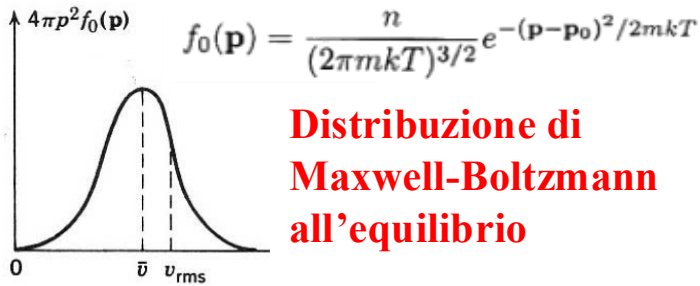 4πp²f₀(𝐩)
f₀(𝐩) = n / (2πmkT)^{3/2} e^{−(𝐩−𝐩₀)²/2mkT}
Distribuzione di
Maxwell-Boltzmann
all’equilibrio
0 v̄ v_rms